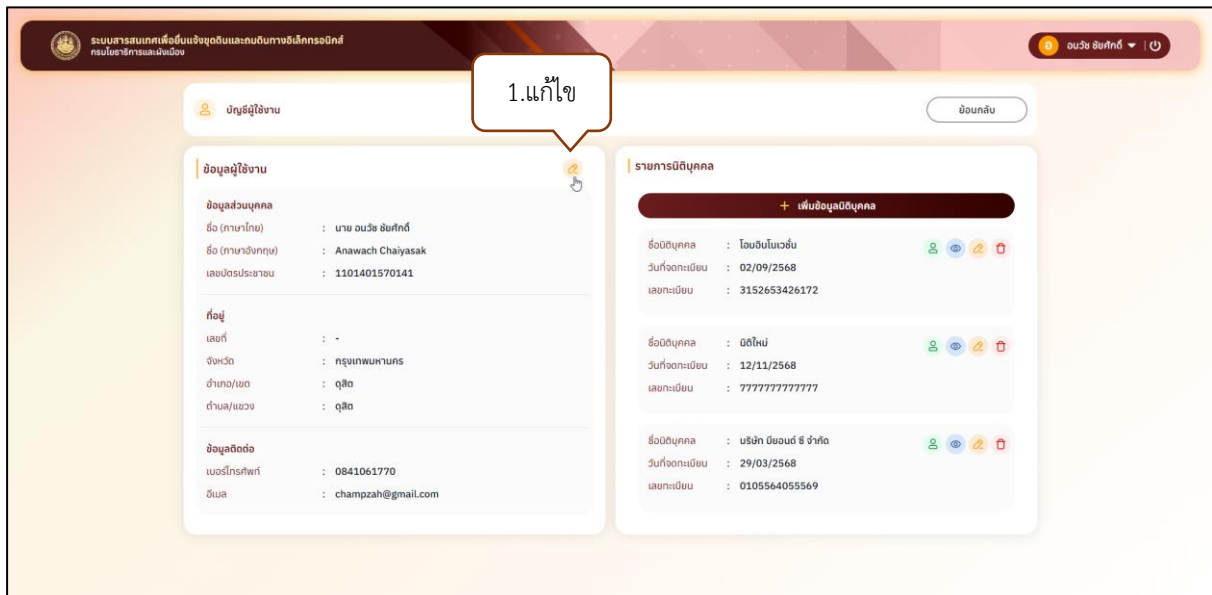 ระบบสารสนเทศเพื่อยื่นแจ้งขุดดินและถมดินทางอิเล็กทรอนิกส์
กรมโยธาธิการและผังเมือง
อ อนวัช ชัยศักดิ์
1.แก้ไข
บัญชีผู้ใช้งาน
ย้อนกลับ
ข้อมูลผู้ใช้งาน
ข้อมูลส่วนบุคคล
ชื่อ (ภาษาไทย) : นาย อนวัช ชัยศักดิ์
ชื่อ (ภาษาอังกฤษ) : Anawach Chaiyasak
เลขบัตรประชาชน : 1101401570141
ที่อยู่
เลขที่ : -
จังหวัด : กรุงเทพมหานคร
อำเภอ/เขต : ดุสิต
ตำบล/แขวง : ดุสิต
ข้อมูลติดต่อ
เบอร์โทรศัพท์ : 0841061770
อีเมล : champzah@gmail.com
รายการนิติบุคคล
+ เพิ่มข้อมูลนิติบุคคล
ชื่อนิติบุคคล : โอบอินโนเวชั่น
วันที่จดทะเบียน : 02/09/2568
เลขทะเบียน : 3152653426172
ชื่อนิติบุคคล : นิติใหม่
วันที่จดทะเบียน : 12/11/2568
เลขทะเบียน : 7777777777777
ชื่อนิติบุคคล : บริษัท บียอนด์ ซี จำกัด
วันที่จดทะเบียน : 29/03/2568
เลขทะเบียน : 0105564055569